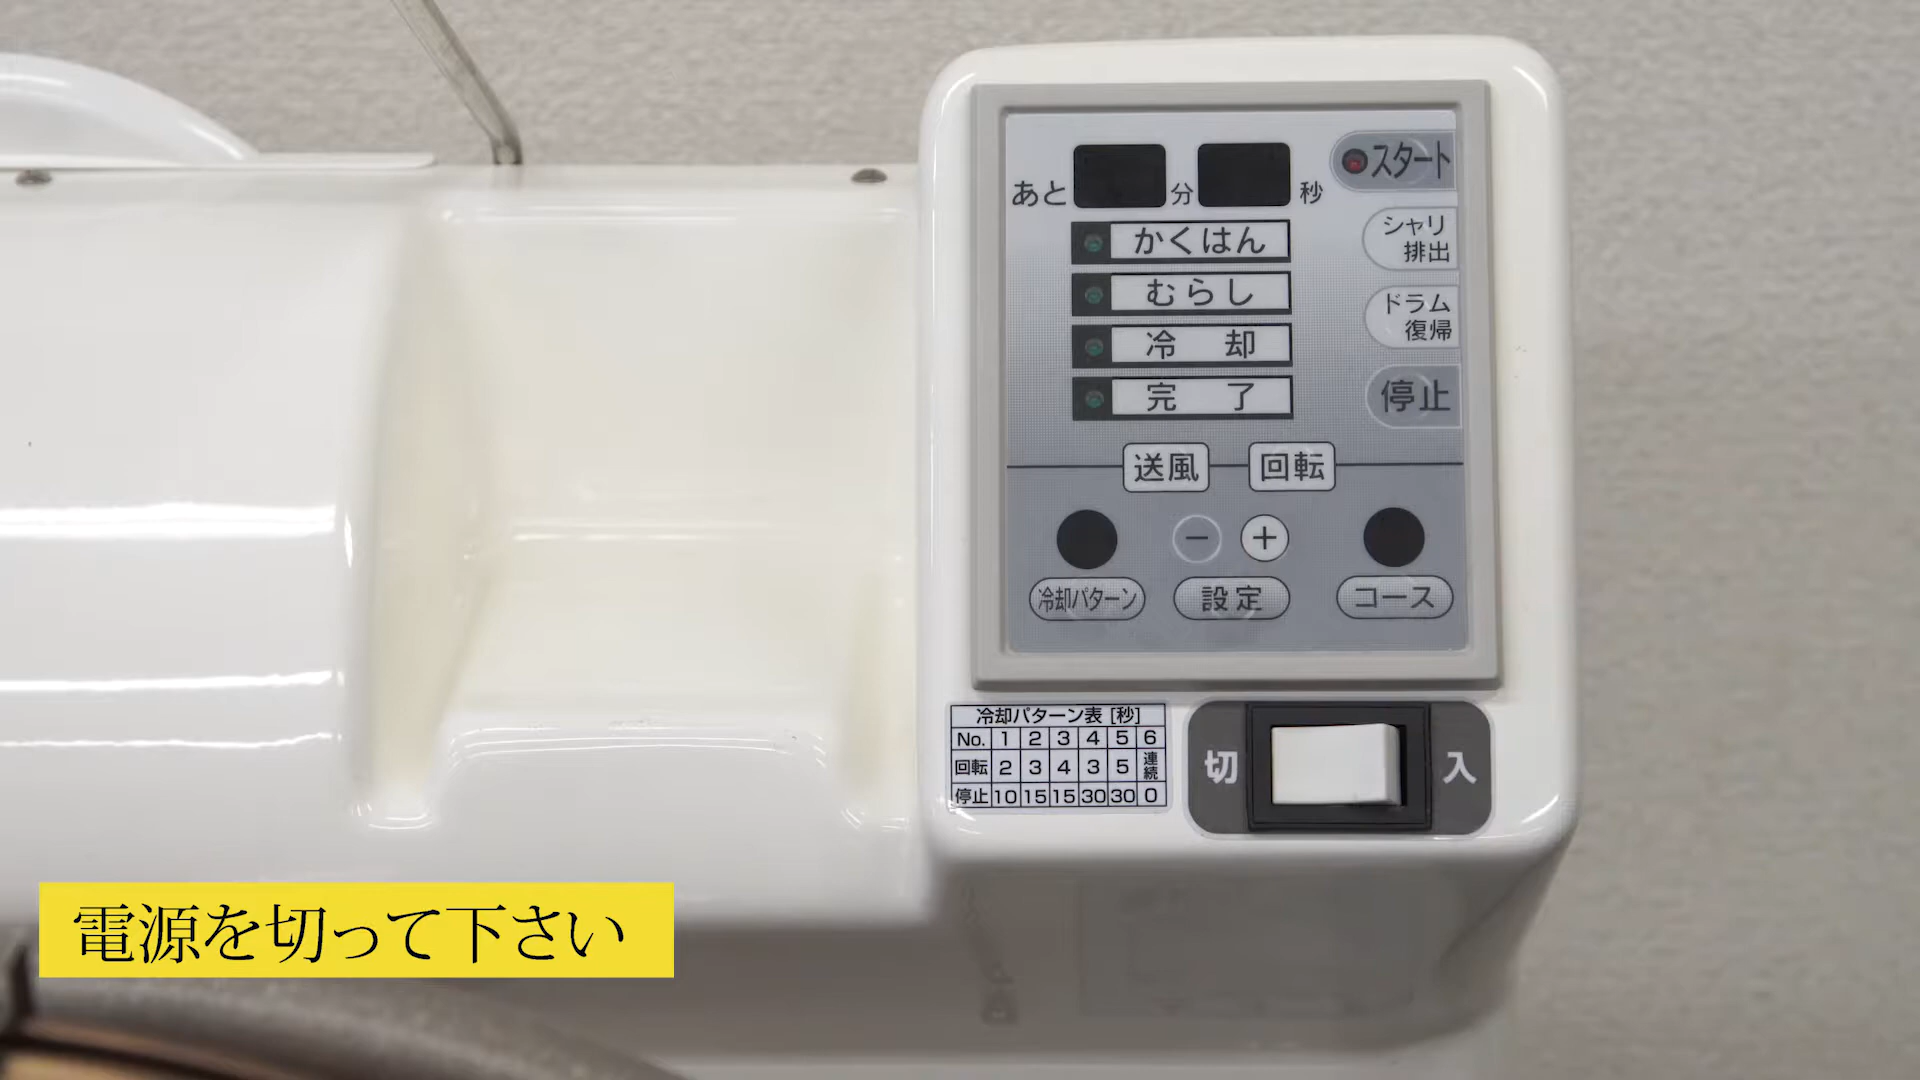 あと 分 秒
スタート
かくはん
シャリ
排出
むらし
ドラム
復帰
冷却
完了
停止
送風 回転
− +
冷却パターン 設定 コース
冷却パターン表 [秒]
No. 1 2 3 4 5 6
回転 2 3 4 3 5 連続
停止 10 15 15 30 30 0
切 入
電源を切って下さい